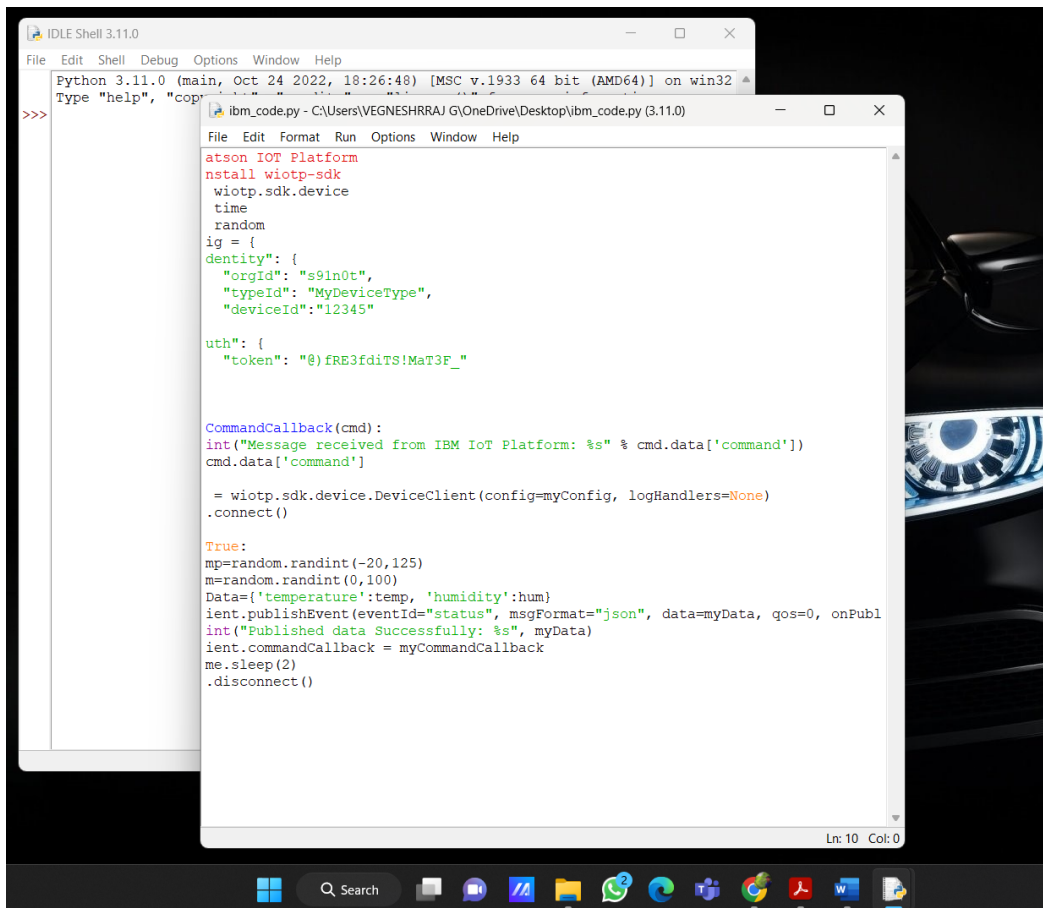 IDLE Shell 3.11.0
File Edit Shell Debug Options Window Help
Python 3.11.0 (main, Oct 24 2022, 18:26:48) [MSC v.1933 64 bit (AMD64)] on win32
Type "help", "cop
>>>
ibm_code.py - C:\Users\VEGNESHRRAJ G\OneDrive\Desktop\ibm_code.py (3.11.0)
File Edit Format Run Options Window Help
atson IOT Platform
nstall wiotp-sdk
wiotp.sdk.device
time
random
ig = {
dentity": {
"orgId": "s91n0t",
"typeId": "MyDeviceType",
"deviceId":"12345"
uth": {
"token": "@)fRE3fdiTS!MaT3F_"
CommandCallback(cmd):
int("Message received from IBM IoT Platform: %s" % cmd.data['command'])
cmd.data['command']
= wiotp.sdk.device.DeviceClient(config=myConfig, logHandlers=None)
.connect()
True:
mp=random.randint(-20,125)
m=random.randint(0,100)
Data={'temperature':temp, 'humidity':hum}
ient.publishEvent(eventId="status", msgFormat="json", data=myData, qos=0, onPubl
int("Published data Successfully: %s", myData)
ient.commandCallback = myCommandCallback
me.sleep(2)
.disconnect()
Ln: 10 Col: 0
Search
2